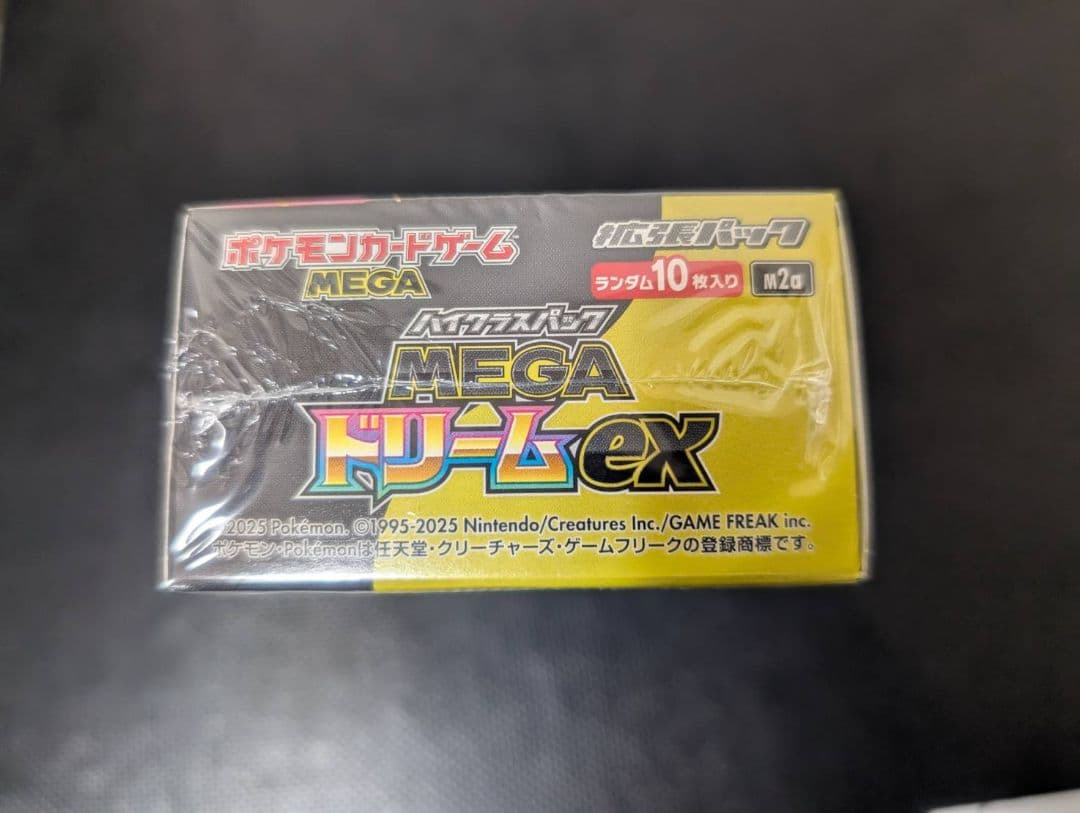 ポケモンカードゲーム
MEGA
拡張パック
ランダム10枚入り
M2a
ハイクラスパック
MEGA
ドリームex
©2025 Pokémon. ©1995-2025 Nintendo/Creatures Inc./GAME FREAK inc.
ポケモン・Pokémonは任天堂・クリーチャーズ・ゲームフリークの登録商標です。